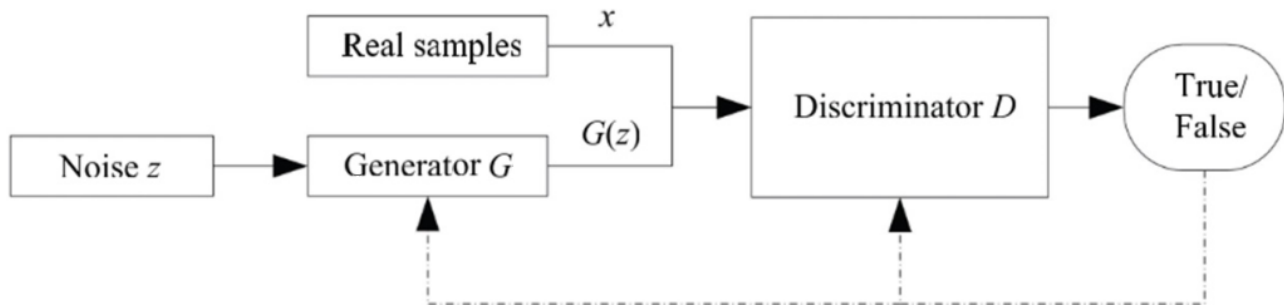 x
Real samples
True/
False
Discriminator D
G(z)
Noise z
Generator G